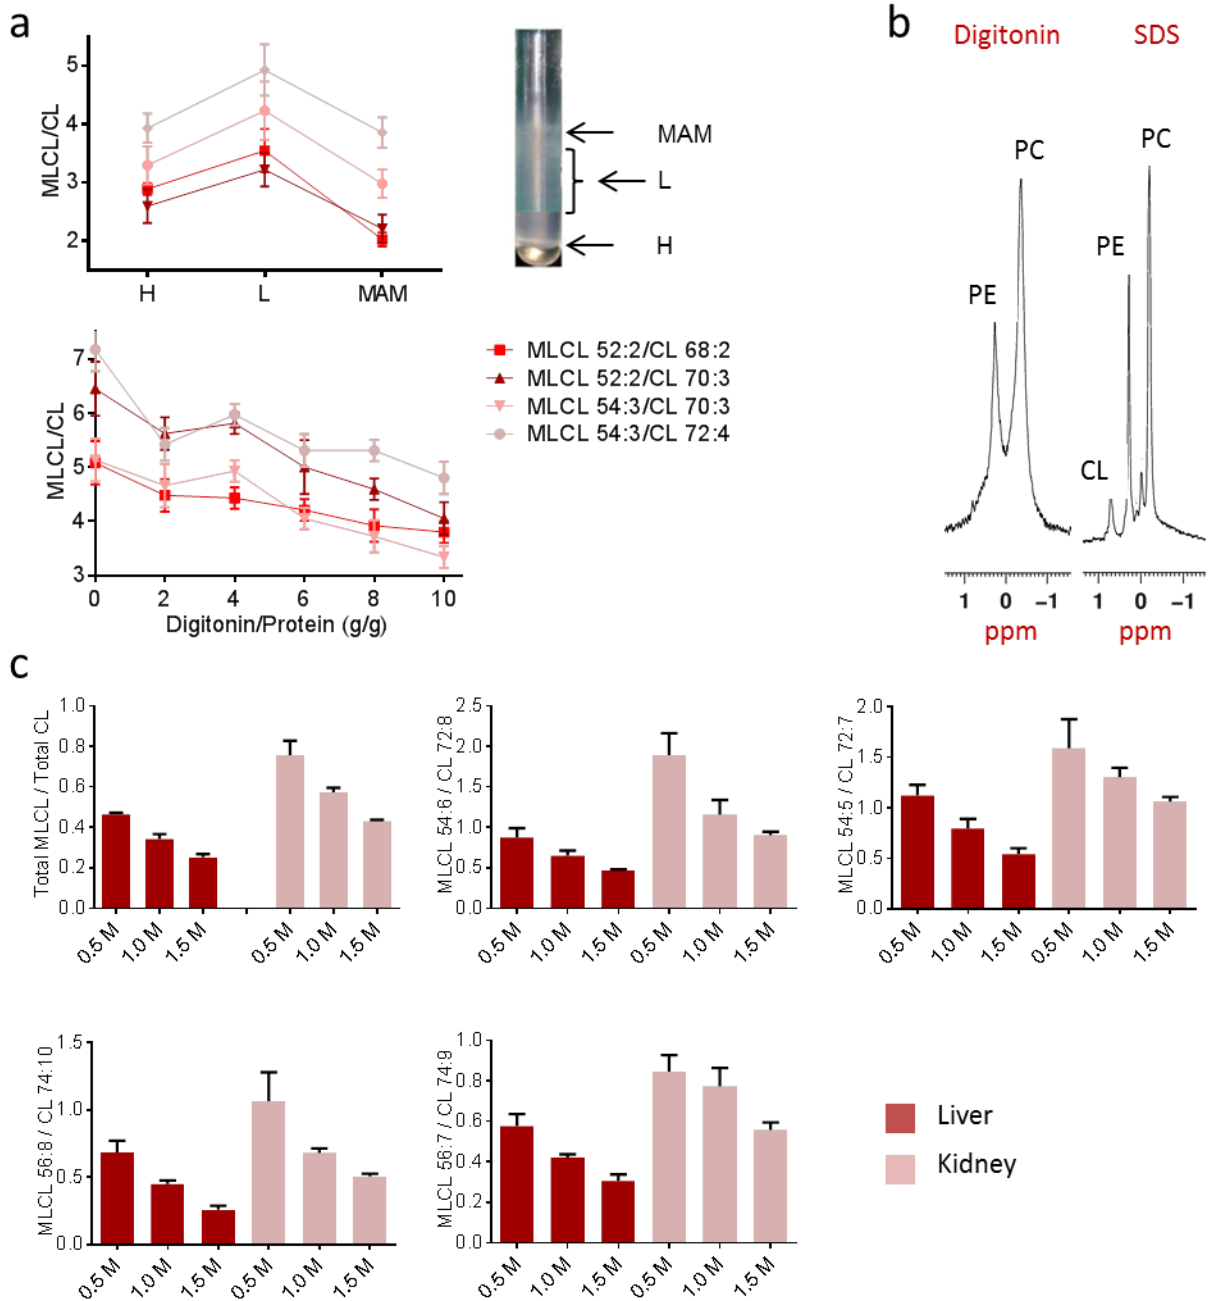 a
MLCL/CL
5
4
3
2
H
L
MAM
MAM
L
H
b
Digitonin
SDS
PC
PE
PC
PE
CL
1 0 −1
ppm
1 0 −1
ppm
MLCL/CL
7
6
5
4
3
0 2 4 6 8 10
Digitonin/Protein (g/g)
MLCL 52:2/CL 68:2
MLCL 52:2/CL 70:3
MLCL 54:3/CL 70:3
MLCL 54:3/CL 72:4
c
Total MLCL / Total CL
1.0
0.8
0.6
0.4
0.2
0.0
0.5 M 1.0 M 1.5 M 0.5 M 1.0 M 1.5 M
MLCL 54:6 / CL 72:8
2.5
2.0
1.5
1.0
0.5
0.0
0.5 M 1.0 M 1.5 M 0.5 M 1.0 M 1.5 M
MLCL 54:5 / CL 72:7
2.0
1.5
1.0
0.5
0.0
0.5 M 1.0 M 1.5 M 0.5 M 1.0 M 1.5 M
MLCL 56:8 / CL 74:10
1.5
1.0
0.5
0.0
0.5 M 1.0 M 1.5 M 0.5 M 1.0 M 1.5 M
MLCL 56:7 / CL 74:9
1.0
0.8
0.6
0.4
0.2
0.0
0.5 M 1.0 M 1.5 M 0.5 M 1.0 M 1.5 M
Liver
Kidney